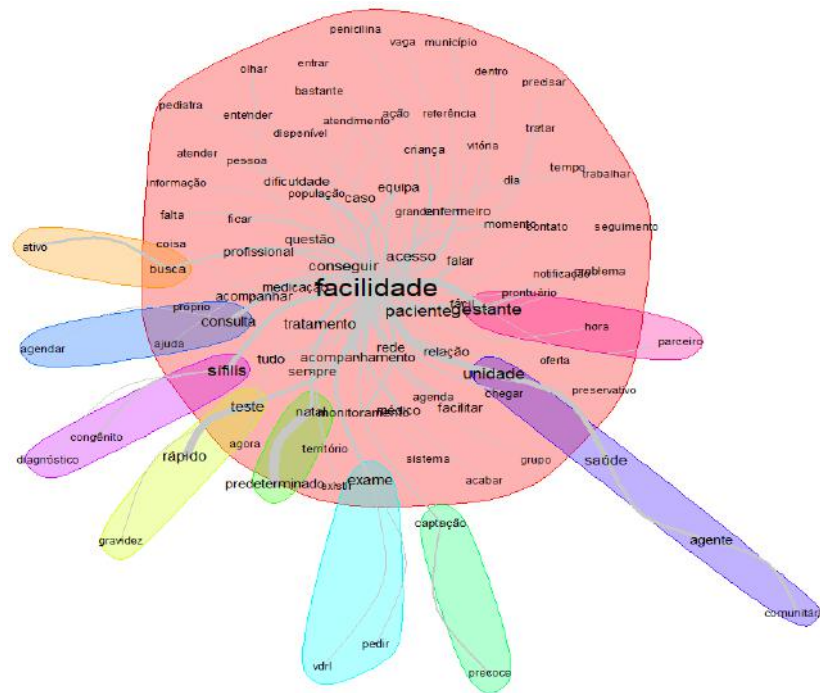 penicilina
vaga
município
olhar
entrar
dentro
precisar
bastante
pediatra
entender
ação
referência
disponível
atendimento
tratar
atender
pessoa
criança
vitória
tempo
trabalhar
informação
dificuldade
população
caso
equipa
dia
falta
ficar
grande
enfermeiro
momento
contato
seguimento
coisa
questão
ativo
busca
profissional
conseguir
acesso
falar
notificação
problema
medicação
facilidade
prontuário
acompanhar
próprio
consulta
tratamento
paciente
fácil
gestante
hora
parceiro
agendar
ajuda
rede
relação
tudo
acompanhamento
oferta
sífilis
sempre
unidade
preservativo
chegar
agenda
teste
natal
monitoramento
médico
facilitar
congênito
agora
território
diagnóstico
rápido
sistema
grupo
saúde
predeterminado
existir
exame
acabar
captação
gravidez
agente
comunitár
pedir
vdrl
precoce